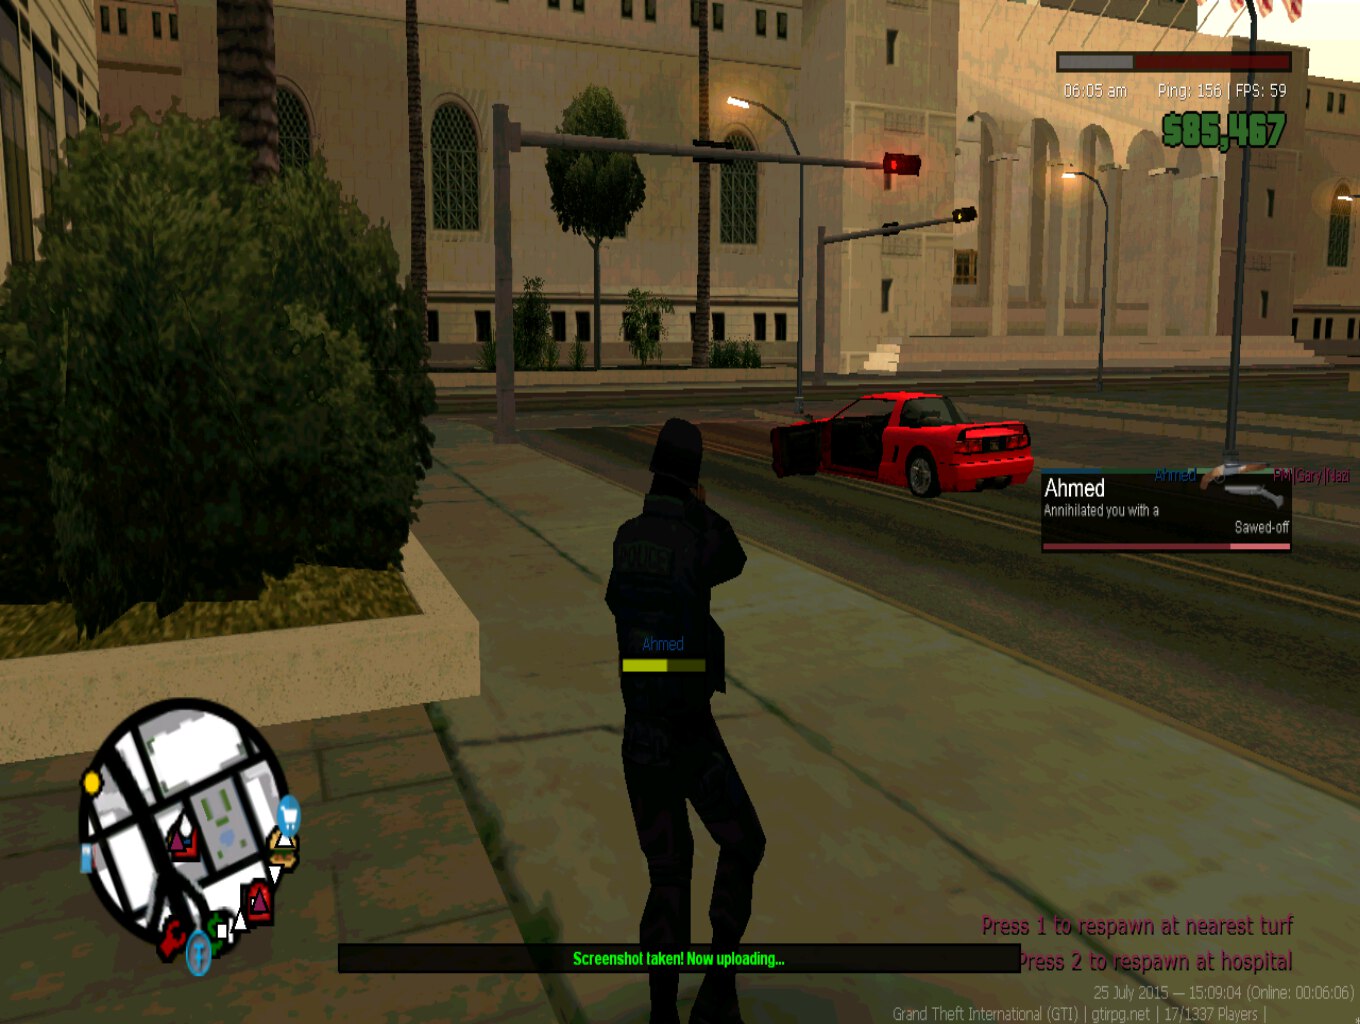 06:05 am Ping: 156 | FPS: 59
$85,467
Ahmed PM|Gary|Nazi
Ahmed
Annihilated you with a
Sawed-off
POLICE
Ahmed
Press 1 to respawn at nearest turf
Screenshot taken! Now uploading...
Press 2 to respawn at hospital
25 July 2015 — 15:09:04 (Online: 00:06:06)
Grand Theft International (GTI) | gtirpg.net | 17/1337 Players |